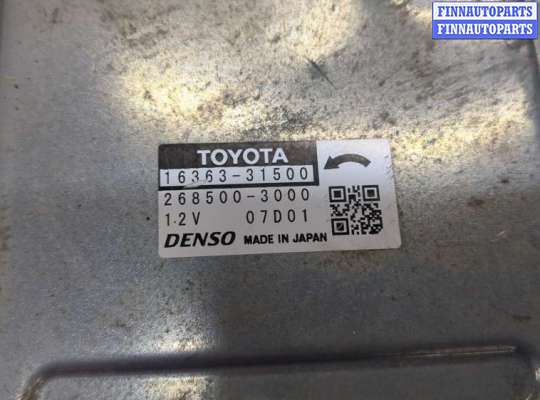 FINNAUTOPARTS
FINNAUTOPARTS
TOYOTA
16363-31500
268500-3000
12V 07D01
DENSO MADE IN JAPAN